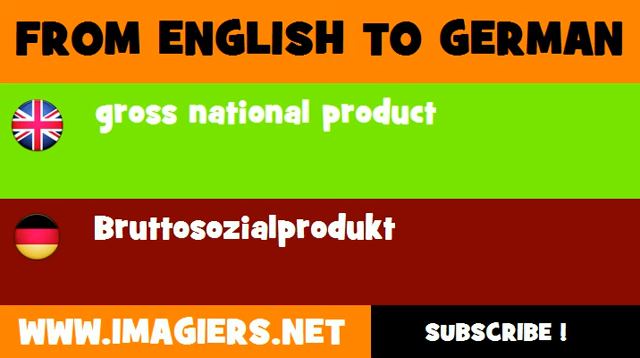 FROM ENGLISH TO GERMAN
gross national product
Bruttosozialprodukt
WWW.IMAGIERS.NET
SUBSCRIBE !